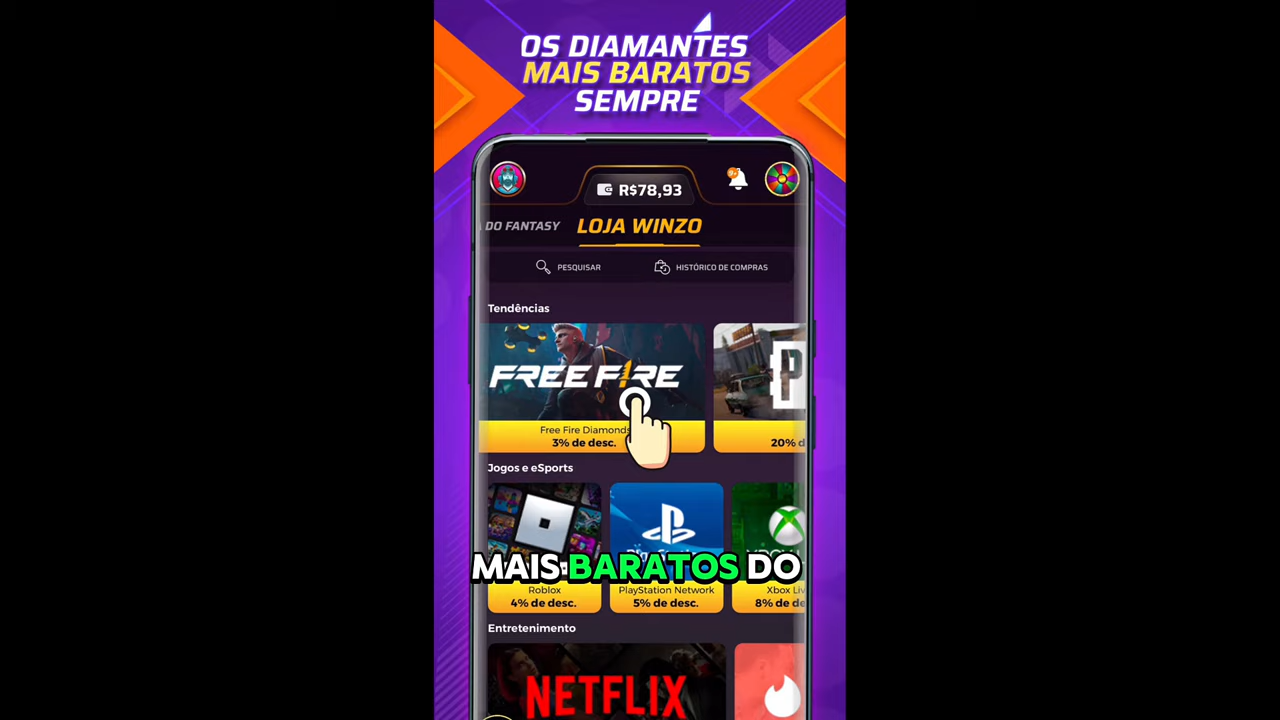 OS DIAMANTES
MAIS BARATOS
SEMPRE
R$78,93
DO FANTASY
LOJA WINZO
PESQUISAR
HISTÓRICO DE COMPRAS
Tendências
FREE FIRE
Free Fire Diamonds
3% de desc.
20% d
Jogos e eSports
MAIS BARATOS DO
Roblox
4% de desc.
PlayStation Network
5% de desc.
Xbox Liv
8% de de
Entretenimento
NETFLIX